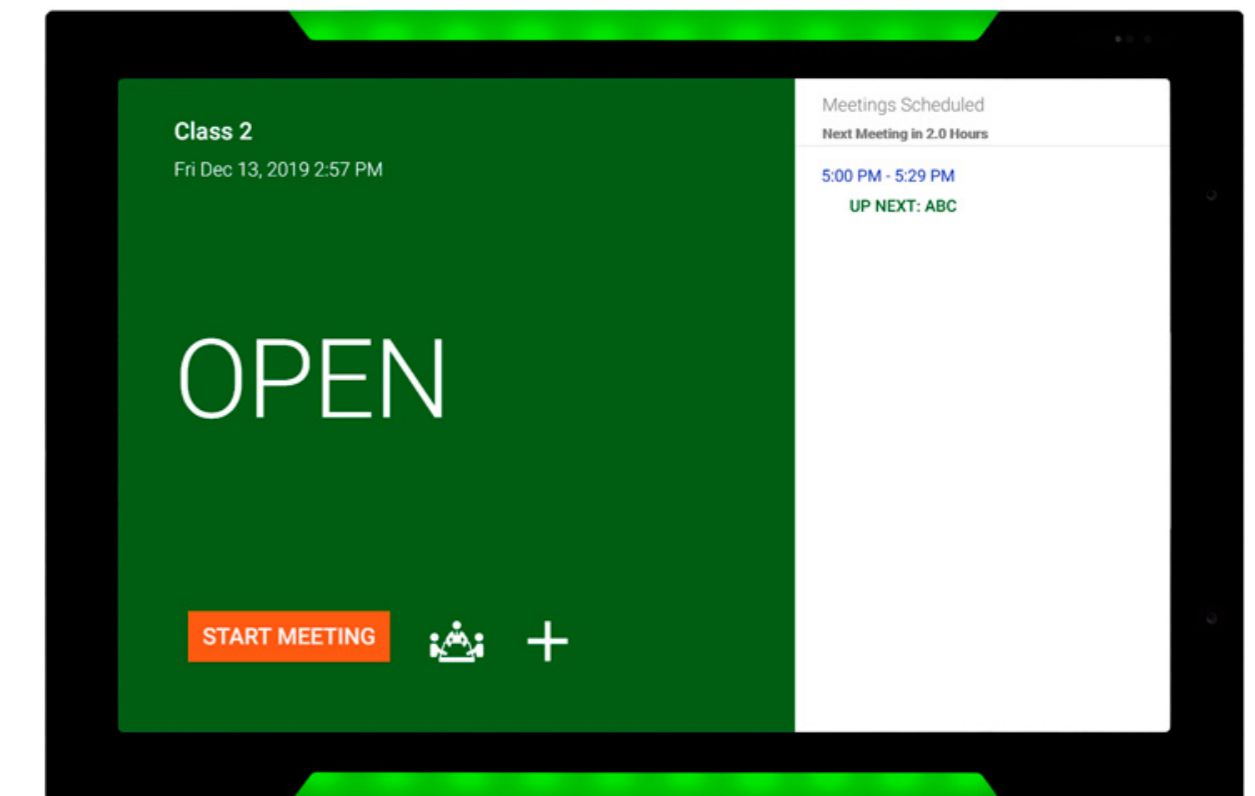 Class 2
Fri Dec 13, 2019 2:57 PM
OPEN
START MEETING
Meetings Scheduled
Next Meeting in 2.0 Hours
5:00 PM - 5:29 PM
UP NEXT: ABC